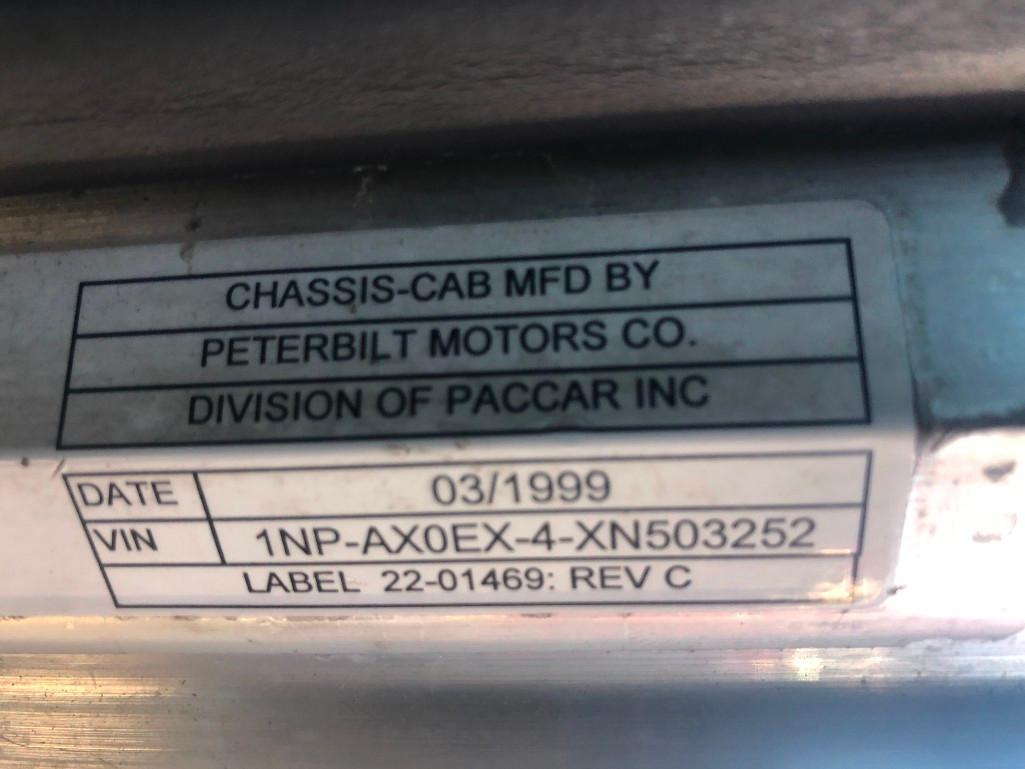 CHASSIS-CAB MFD BY
PETERBILT MOTORS CO.
DIVISION OF PACCAR INC
DATE 03/1999
VIN 1NP-AX0EX-4-XN503252
LABEL 22-01469: REV C